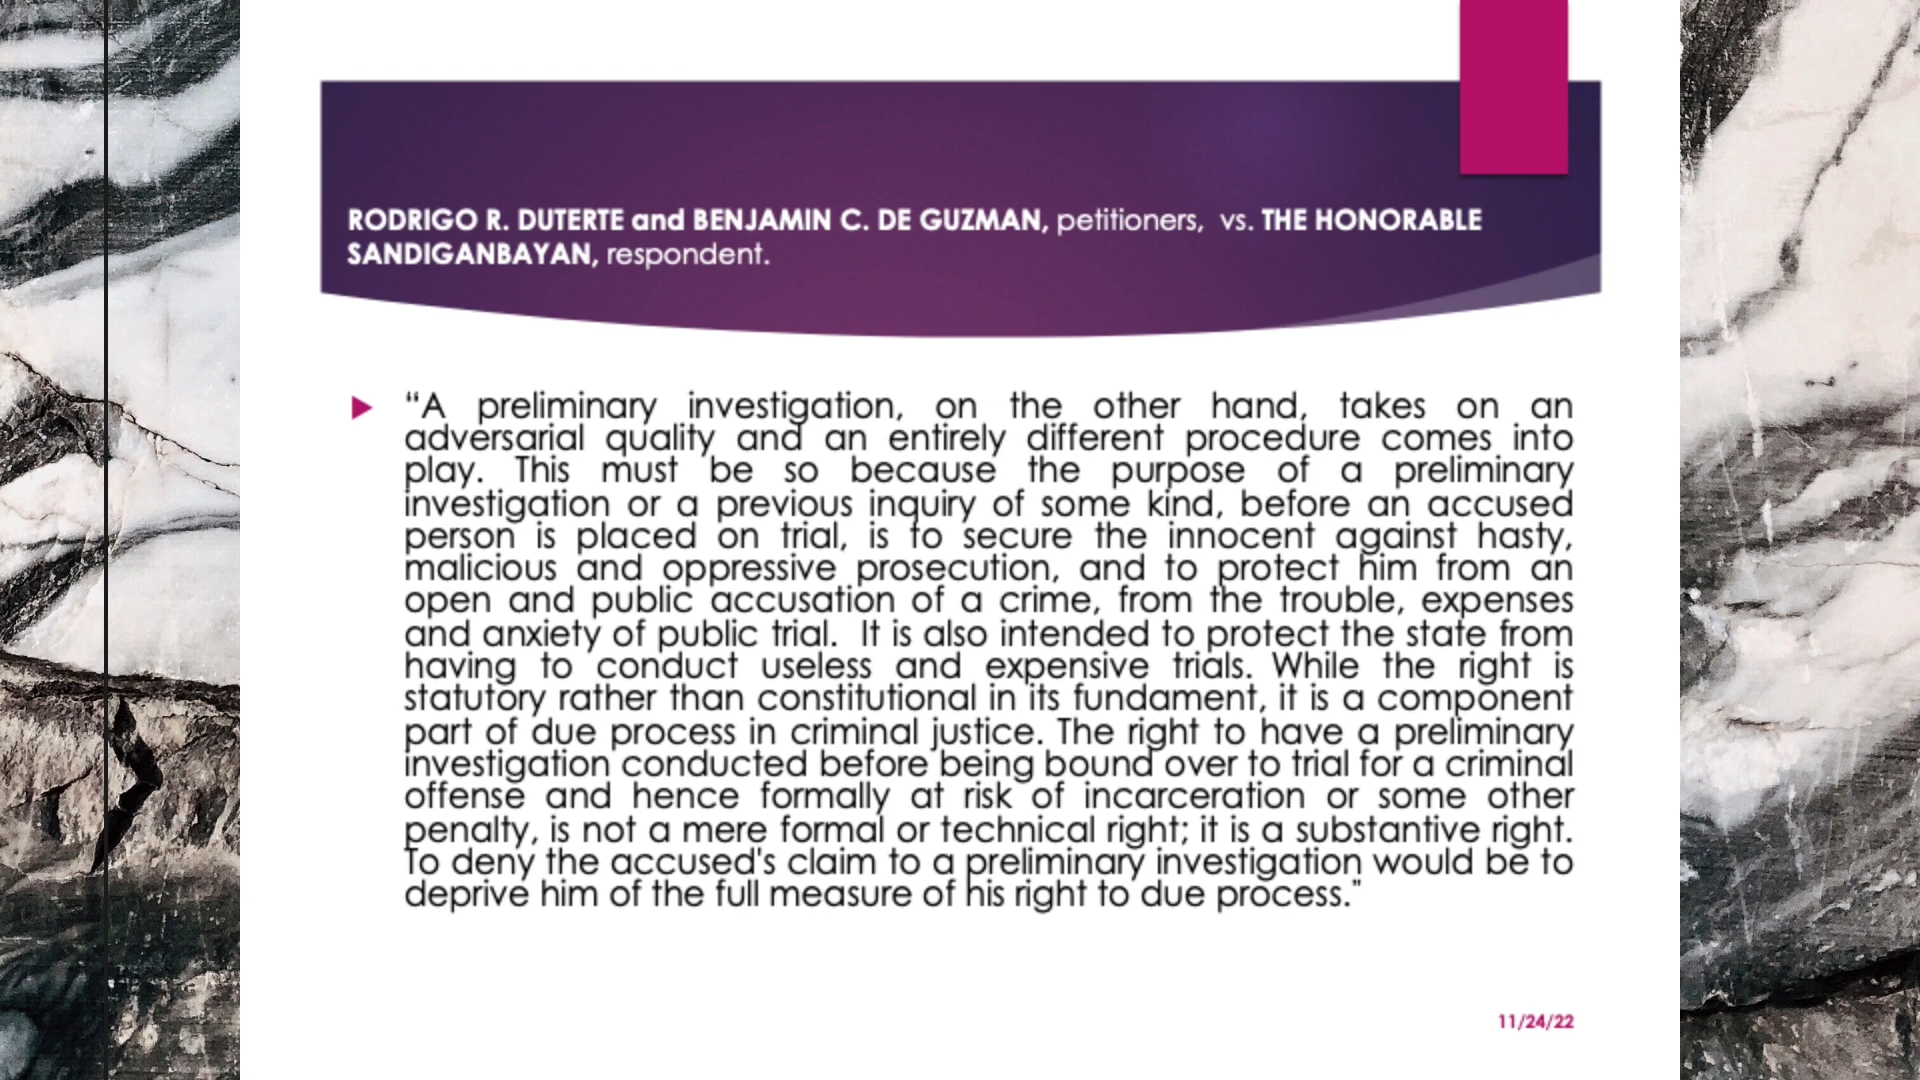 RODRIGO R. DUTERTE and BENJAMIN C. DE GUZMAN, petitioners, vs. THE HONORABLE
SANDIGANBAYAN, respondent.
“A preliminary investigation, on the other hand, takes on an
adversarial quality and an entirely different procedure comes into
play. This must be so because the purpose of a preliminary
investigation or a previous inquiry of some kind, before an accused
person is placed on trial, is to secure the innocent against hasty,
malicious and oppressive prosecution, and to protect him from an
open and public accusation of a crime, from the trouble, expenses
and anxiety of public trial. It is also intended to protect the state from
having to conduct useless and expensive trials. While the right is
statutory rather than constitutional in its fundament, it is a component
part of due process in criminal justice. The right to have a preliminary
investigation conducted before being bound over to trial for a criminal
offense and hence formally at risk of incarceration or some other
penalty, is not a mere formal or technical right; it is a substantive right.
To deny the accused's claim to a preliminary investigation would be to
deprive him of the full measure of his right to due process."
11/24/22